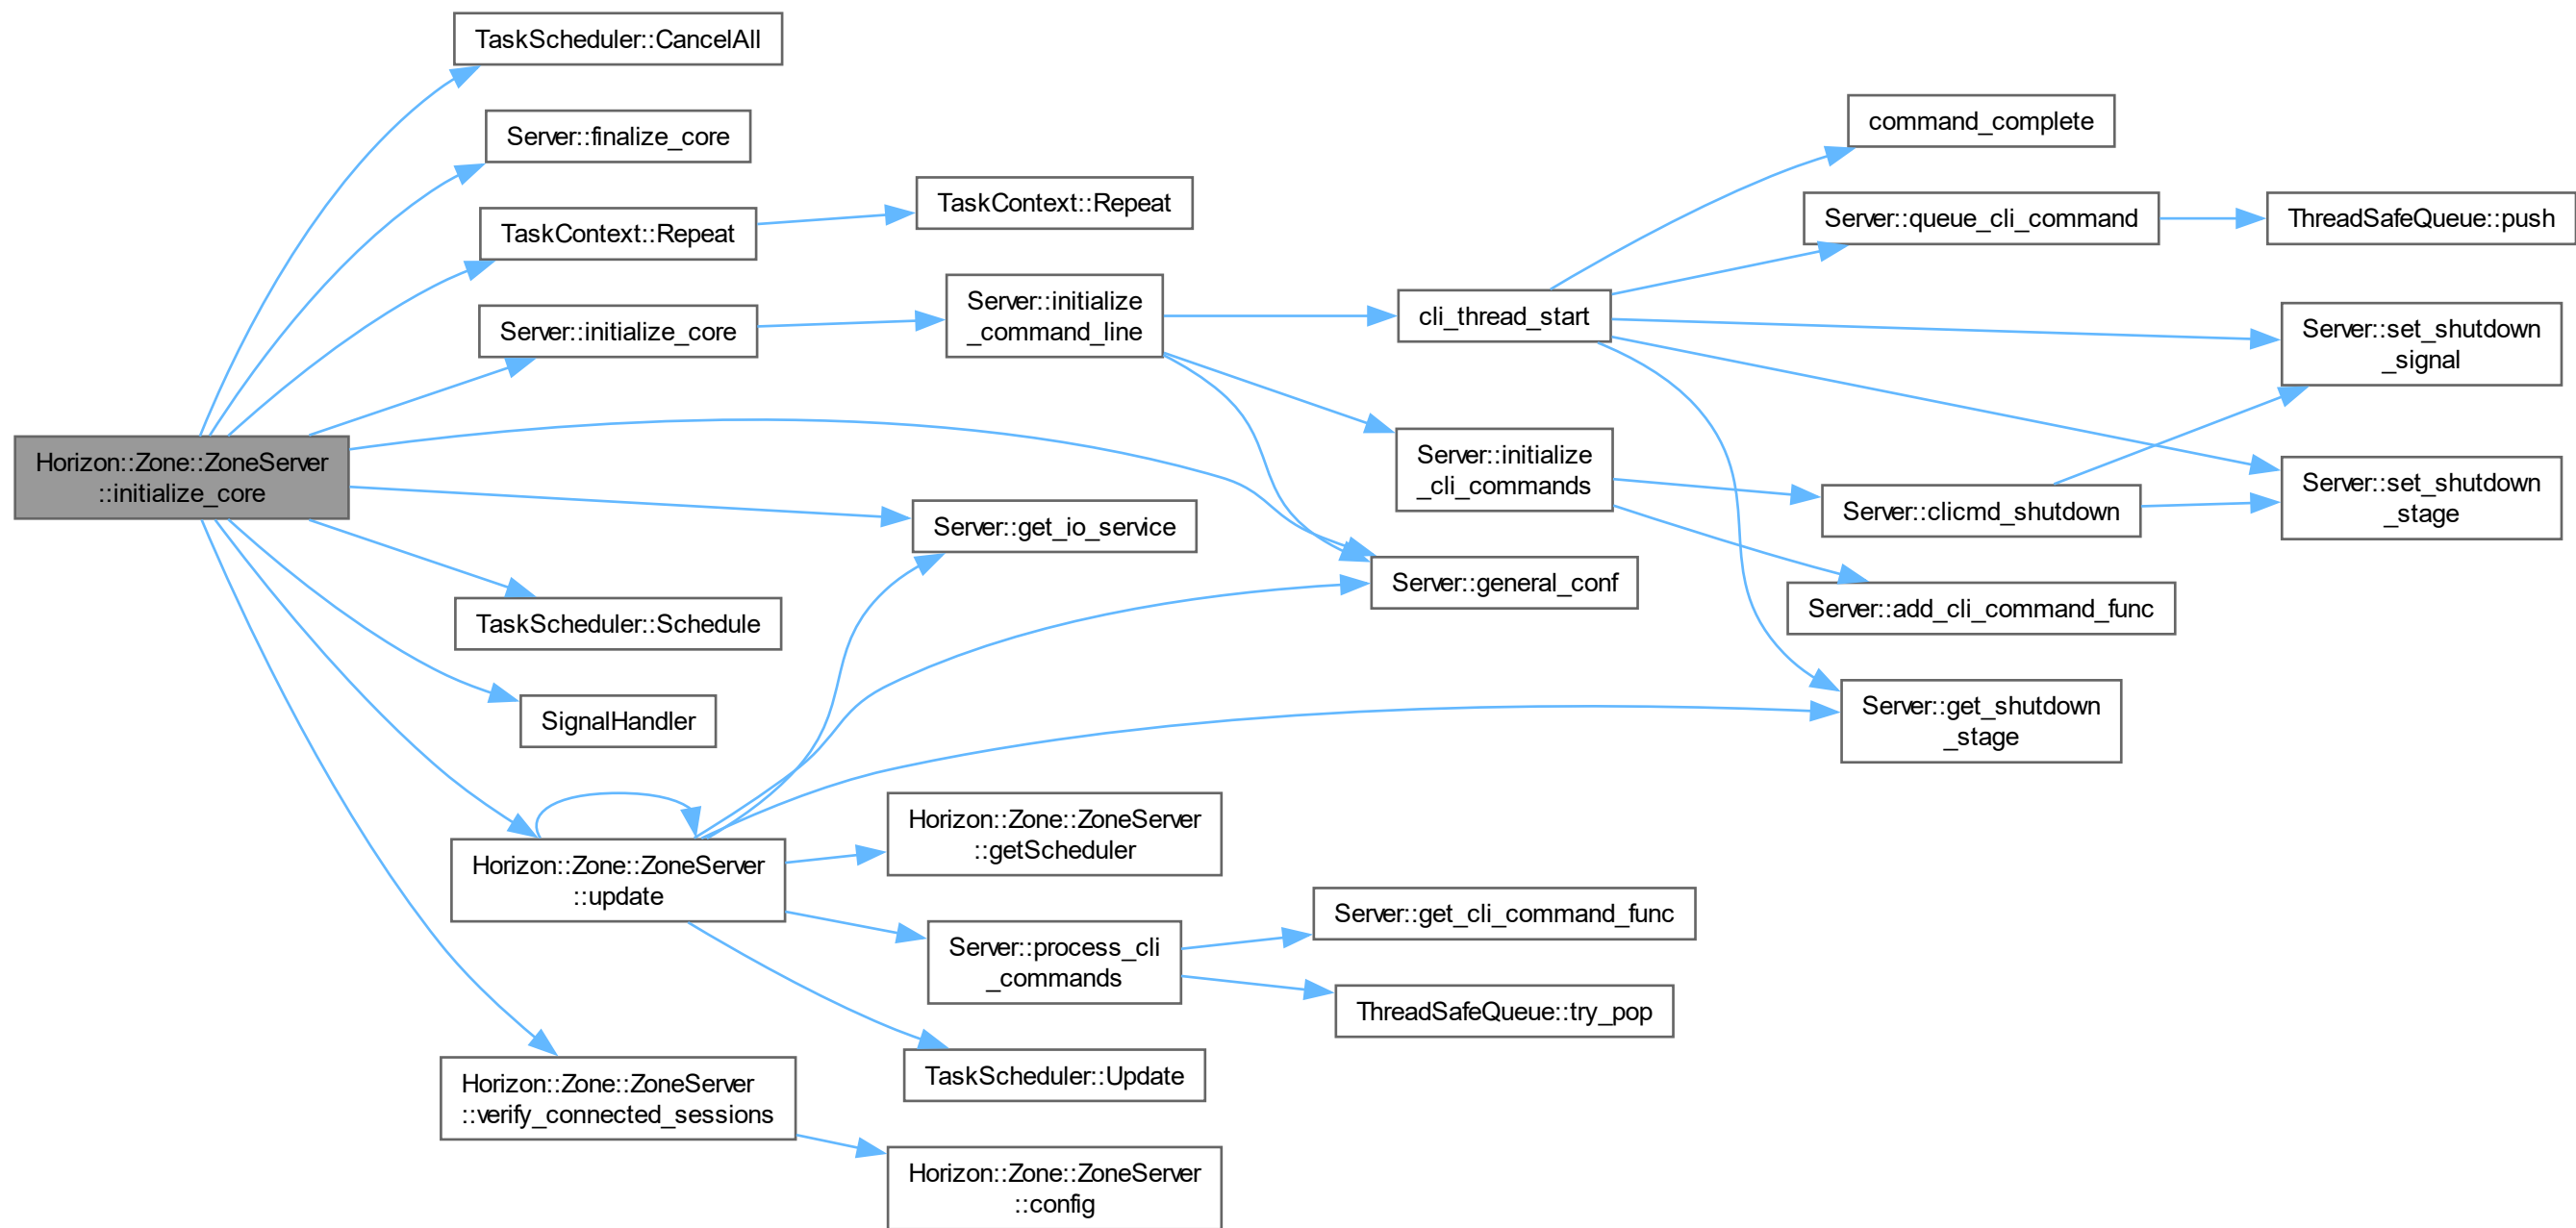 TaskScheduler::CancelAll
Server::finalize_core
TaskContext::Repeat
TaskContext::Repeat
Server::initialize_core
Server::initialize
_command_line
cli_thread_start
command_complete
Server::queue_cli_command
ThreadSafeQueue::push
Server::set_shutdown
_signal
Server::set_shutdown
_stage
Server::initialize
_cli_commands
Server::clicmd_shutdown
Server::add_cli_command_func
Server::get_shutdown
_stage
Horizon::Zone::ZoneServer
::initialize_core
Server::get_io_service
Server::general_conf
TaskScheduler::Schedule
SignalHandler
Horizon::Zone::ZoneServer
::update
Horizon::Zone::ZoneServer
::getScheduler
Server::process_cli
_commands
Server::get_cli_command_func
ThreadSafeQueue::try_pop
TaskScheduler::Update
Horizon::Zone::ZoneServer
::verify_connected_sessions
Horizon::Zone::ZoneServer
::config